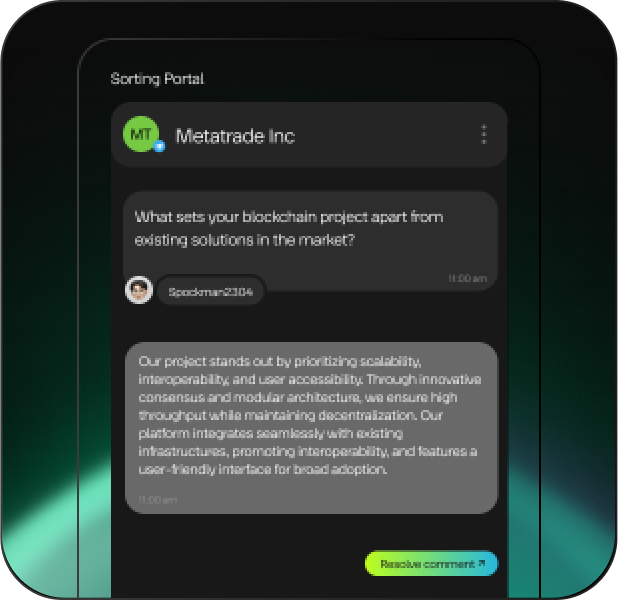 Sorting Portal
MT
Metatrade Inc
What sets your blockchain project apart from
existing solutions in the market?
11:00 am
Spockman2304
Our project stands out by prioritizing scalability,
interoperability, and user accessibility. Through innovative
consensus and modular architecture, we ensure high
throughput while maintaining decentralization. Our
platform integrates seamlessly with existing
infrastructures, promoting interoperability, and features a
user-friendly interface for broad adoption.
11:00 am
Resolve comment